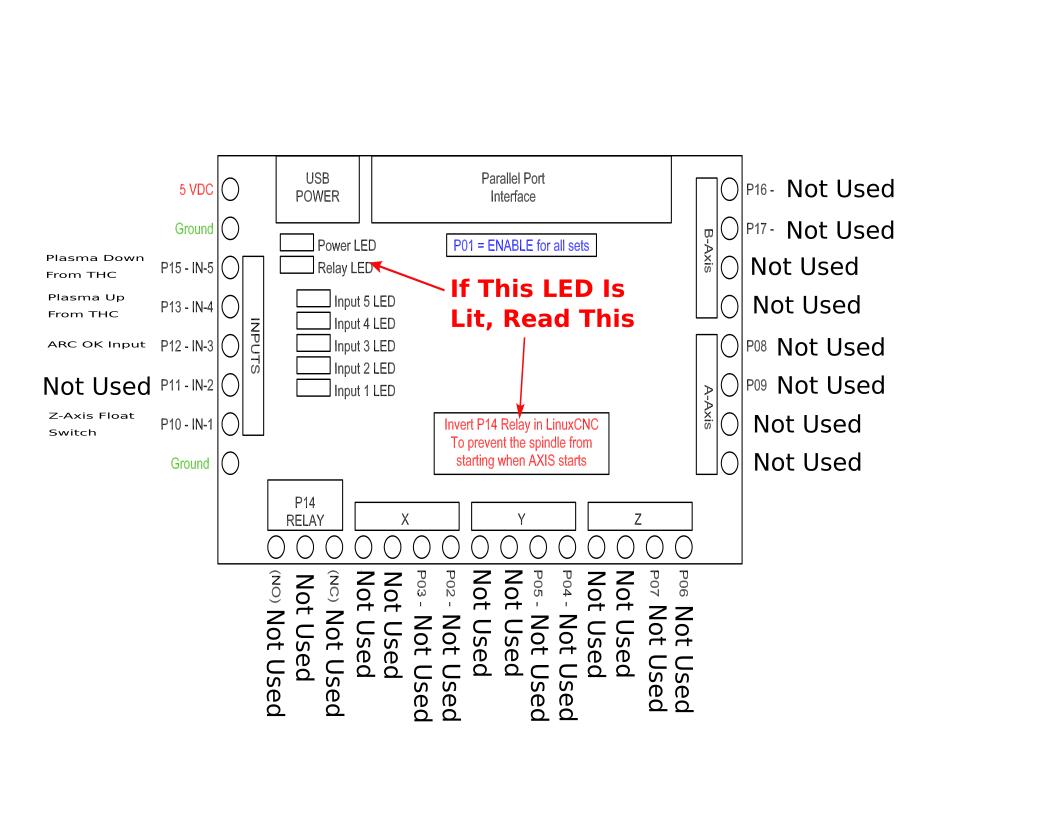 USB
POWER
Parallel Port
Interface
5 VDC
P16 - Not Used
Ground
P17 - Not Used
Power LED
P01 = ENABLE for all sets
B-Axis
Plasma Down
From THC
P15 - IN-5
Relay LED
Not Used
If This LED Is
Lit, Read This
Plasma Up
From THC
P13 - IN-4
Input 5 LED
Not Used
Input 4 LED
INPUTS
ARC OK Input
P12 - IN-3
Input 3 LED
P08 Not Used
Input 2 LED
Not Used P11 - IN-2
Input 1 LED
P09 Not Used
A-Axis
Z-Axis Float
Switch
P10 - IN-1
Invert P14 Relay in LinuxCNC
To prevent the spindle from
starting when AXIS starts
Not Used
Ground
Not Used
P14
RELAY
X
Y
Z
(NO) Not Used
Not Used
(NC) Not Used
Not Used
Not Used
P03 - Not Used
P02 - Not Used
Not Used
Not Used
P05 - Not Used
P04 - Not Used
Not Used
Not Used
P07 Not Used
P06 Not Used